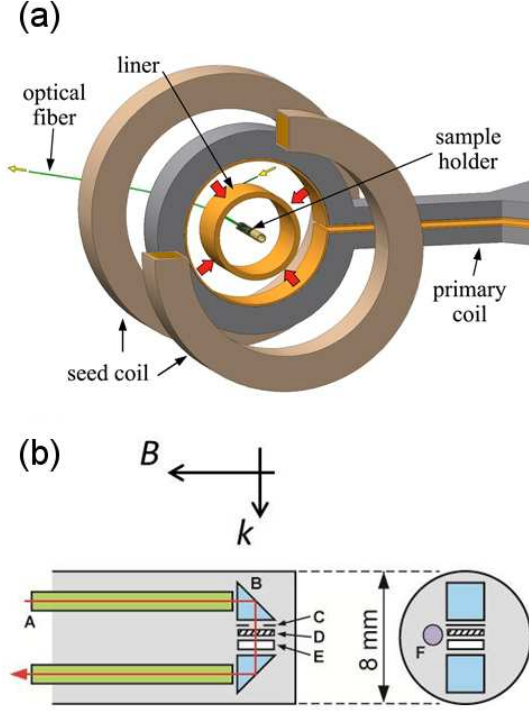 (a)
liner
optical
fiber
sample
holder
primary
coil
seed coil
(b)
B
k
A
B
C
D
E
8 mm
F